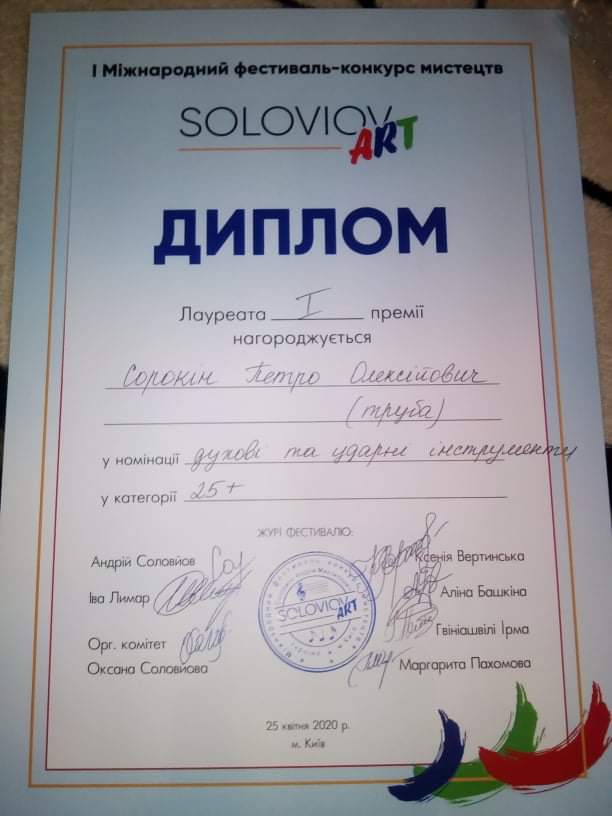 І Міжнародний фестиваль-конкурс мистецтв
SOLOVIOV
ART
ДИПЛОМ
Лауреата I премії
нагороджується
Сорокін Петро Олексійович
(труба)
у номінації духові та ударні інструменти
у категорії 25+
ЖУРІ ФЕСТИВАЛЮ:
Андрій Соловйов
Іва Лимар
Орг. комітет
Оксана Соловйова
Ксенія Вертинська
Аліна Башкіна
Гвініашвілі Ірма
Маргарита Пахомова
SOLOVIOV
ART
25 квітня 2020 р.
м. Київ